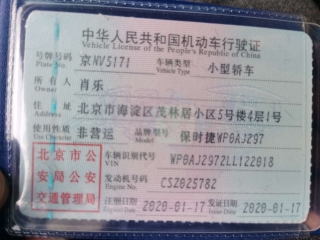 中华人民共和国机动车行驶证
Vehicle License of the People's Republic of China
号牌号码 京NV5171 车辆类型 小型轿车
Plate No. Vehicle Type
所有人 肖乐
Owner
住址 北京市海淀区茂林居小区5号楼4层1号
Address
使用性质 非营运 品牌型号 保时捷WP0AJ297
Use Character Model
北京市公安局公安交通管理局
车辆识别代号 WP0AJ2972LL122018
VIN
发动机号码 CSZ025782
Engine No.
注册日期 2020-01-17 发证日期 2020-01-17
Register Date Issue Date